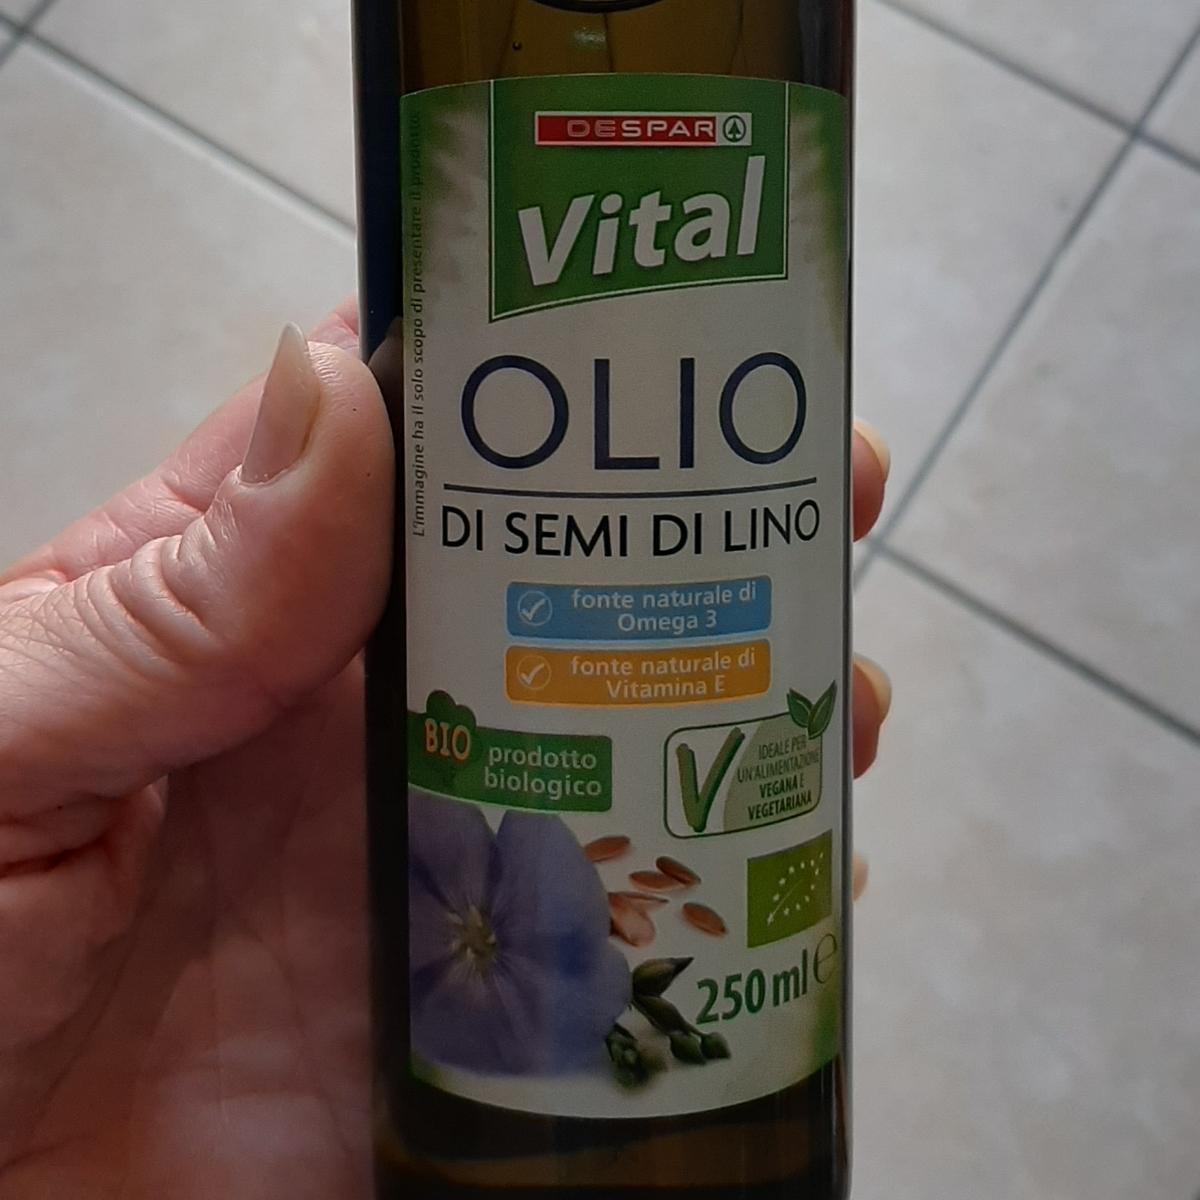 DESPAR
Vital
L'immagine ha il solo scopo di presentare il prodotto.
OLIO
DI SEMI DI LINO
fonte naturale di
Omega 3
fonte naturale di
Vitamina E
BIO
prodotto
biologico
V
IDEALE PER
UN'ALIMENTAZIONE
VEGANA E
VEGETARIANA
250 ml e